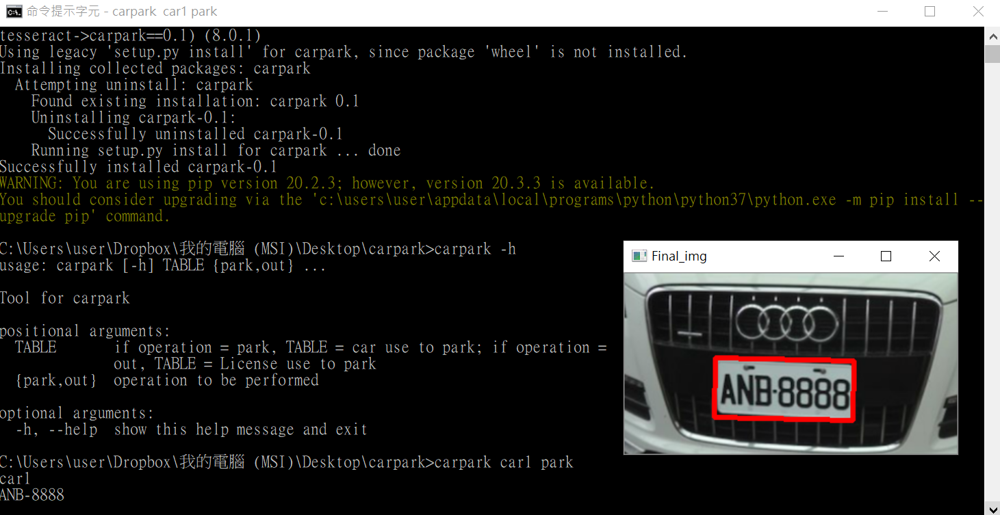 命令提示字元 - carpark  car1 park
tesseract->carpark==0.1) (8.0.1)
Using legacy 'setup.py install' for carpark, since package 'wheel' is not installed.
Installing collected packages: carpark
  Attempting uninstall: carpark
    Found existing installation: carpark 0.1
    Uninstalling carpark-0.1:
      Successfully uninstalled carpark-0.1
    Running setup.py install for carpark ... done
Successfully installed carpark-0.1
WARNING: You are using pip version 20.2.3; however, version 20.3.3 is available.
You should consider upgrading via the 'c:\users\user\appdata\local\programs\python\python37\python.exe -m pip install --
upgrade pip' command.
C:\Users\user\Dropbox\我的電腦 (MSI)\Desktop\carpark>carpark -h
usage: carpark [-h] TABLE {park,out} ...
Tool for carpark
positional arguments:
  TABLE       if operation = park, TABLE = car use to park; if operation =
              out, TABLE = License use to park
  {park,out}  operation to be performed
optional arguments:
  -h, --help  show this help message and exit
C:\Users\user\Dropbox\我的電腦 (MSI)\Desktop\carpark>carpark car1 park
car1
ANB-8888
Final_img
ANB·8888